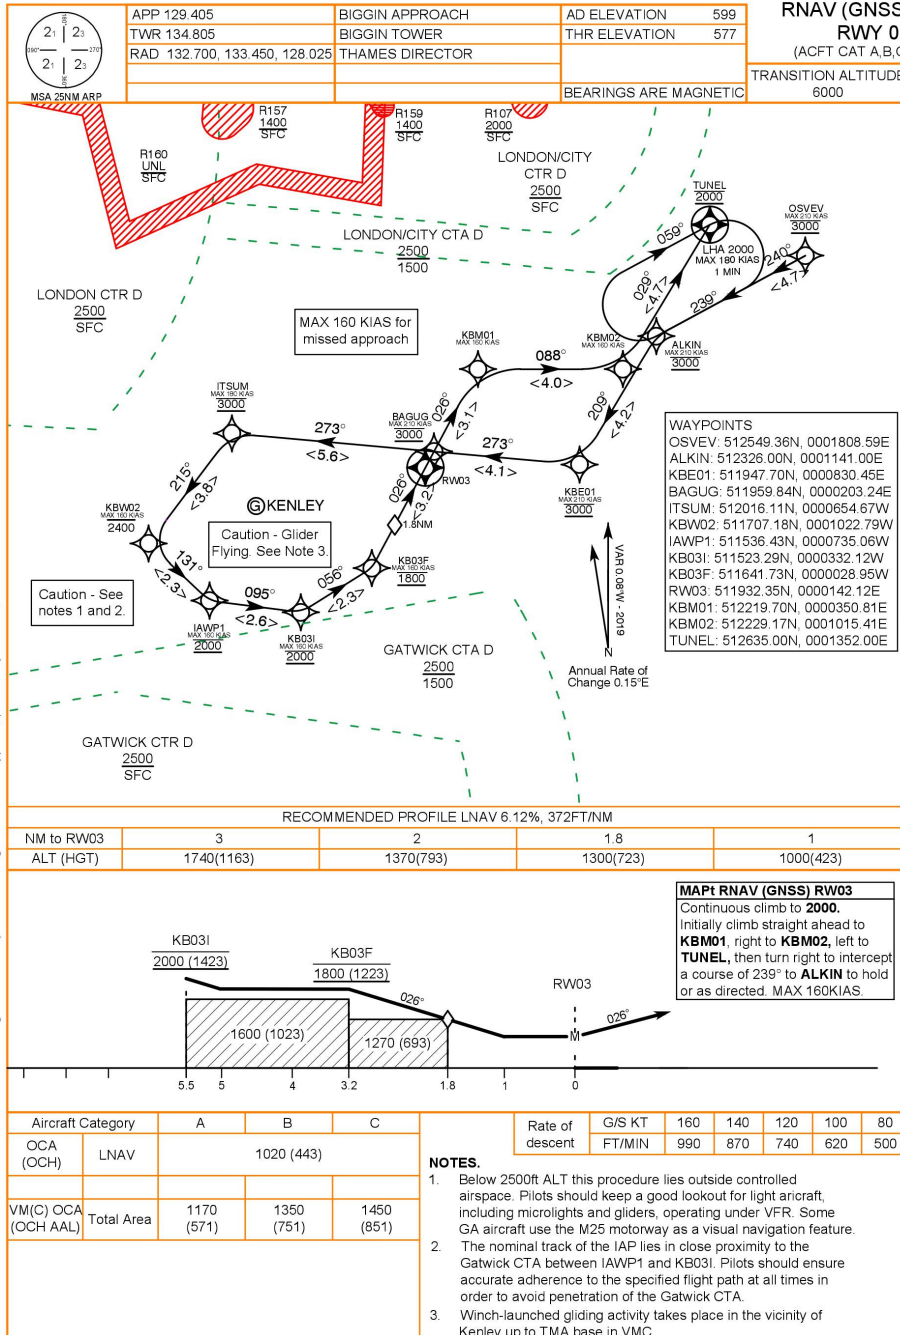 APP 129.405
BIGGIN APPROACH
AD ELEVATION 599
TWR 134.805
BIGGIN TOWER
THR ELEVATION 577
RAD 132.700, 133.450, 128.025
THAMES DIRECTOR
BEARINGS ARE MAGNETIC
RNAV (GNSS
RWY 0
(ACFT CAT A,B,C
TRANSITION ALTITUDE
6000
180°
21 23
090° 270°
21 23
360°
MSA 25NM ARP
R157
1400
SFC
R159
1400
SFC
R107
2000
SFC
R160
UNL
SFC
LONDON/CITY
CTR D
2500
SFC
TUNEL
2000
OSVEV
MAX 210 KIAS
3000
059°
LHA 2000
MAX 180 KIAS
1 MIN
240°
<4.7>
029°
<4.7>
239°
LONDON/CITY CTA D
2500
1500
LONDON CTR D
2500
SFC
MAX 160 KIAS for
missed approach
KBM01
MAX 160 KIAS
KBM02
MAX 160 KIAS
ALKIN
MAX 210 KIAS
3000
088°
<4.0>
ITSUM
MAX 180 KIAS
3000
BAGUG
MAX 210 KIAS
3000
026°
<3.1>
209°
<4.2>
273°
<5.6>
273°
<4.1>
RW03
KBE01
MAX 210 KIAS
3000
215°
<3.8>
026°
<3.2>
G KENLEY
KBW02
MAX 160 KIAS
2400
Caution - Glider
Flying. See Note 3.
1.8NM
KB03F
MAX 160 KIAS
1800
131°
<2.3>
095°
<2.6>
056°
<2.3>
Caution - See
notes 1 and 2.
IAWP1
MAX 160 KIAS
2000
KB03I
MAX 160 KIAS
2000
VAR 0.08°W - 2019
N
Annual Rate of
Change 0.15°E
GATWICK CTA D
2500
1500
GATWICK CTR D
2500
SFC
WAYPOINTS
OSVEV: 512549.36N, 0001808.59E
ALKIN: 512326.00N, 0001141.00E
KBE01: 511947.70N, 0000830.45E
BAGUG: 511959.84N, 0000203.24E
ITSUM: 512016.11N, 0000654.67W
KBW02: 511707.18N, 0001022.79W
IAWP1: 511536.43N, 0000735.06W
KB03I: 511523.29N, 0000332.12W
KB03F: 511641.73N, 0000028.95W
RW03: 511932.35N, 0000142.12E
KBM01: 512219.70N, 0000350.81E
KBM02: 512229.17N, 0001015.41E
TUNEL: 512635.00N, 0001352.00E
RECOMMENDED PROFILE LNAV 6.12%, 372FT/NM
NM to RW03 3 2 1.8 1
ALT (HGT) 1740(1163) 1370(793) 1300(723) 1000(423)
MAPt RNAV (GNSS) RW03
Continuous climb to 2000.
Initially climb straight ahead to
KBM01, right to KBM02, left to
TUNEL, then turn right to intercept
a course of 239° to ALKIN to hold
or as directed. MAX 160KIAS.
KB03I
2000 (1423)
KB03F
1800 (1223)
RW03
026°
026°
1600 (1023)
1270 (693)
M
5.5 5 4 3.2 1.8 1 0
Aircraft Category A B C
OCA
(OCH)
LNAV
1020 (443)
VM(C) OCA
(OCH AAL)
Total Area
1170
(571)
1350
(751)
1450
(851)
Rate of
descent
G/S KT 160 140 120 100 80
FT/MIN 990 870 740 620 500
NOTES.
1. Below 2500ft ALT this procedure lies outside controlled
airspace. Pilots should keep a good lookout for light aricraft,
including microlights and gliders, operating under VFR. Some
GA aircraft use the M25 motorway as a visual navigation feature.
2. The nominal track of the IAP lies in close proximity to the
Gatwick CTA between IAWP1 and KB03I. Pilots should ensure
accurate adherence to the specified flight path at all times in
order to avoid penetration of the Gatwick CTA.
3. Winch-launched gliding activity takes place in the vicinity of
Kenley up to TMA base in VMC.